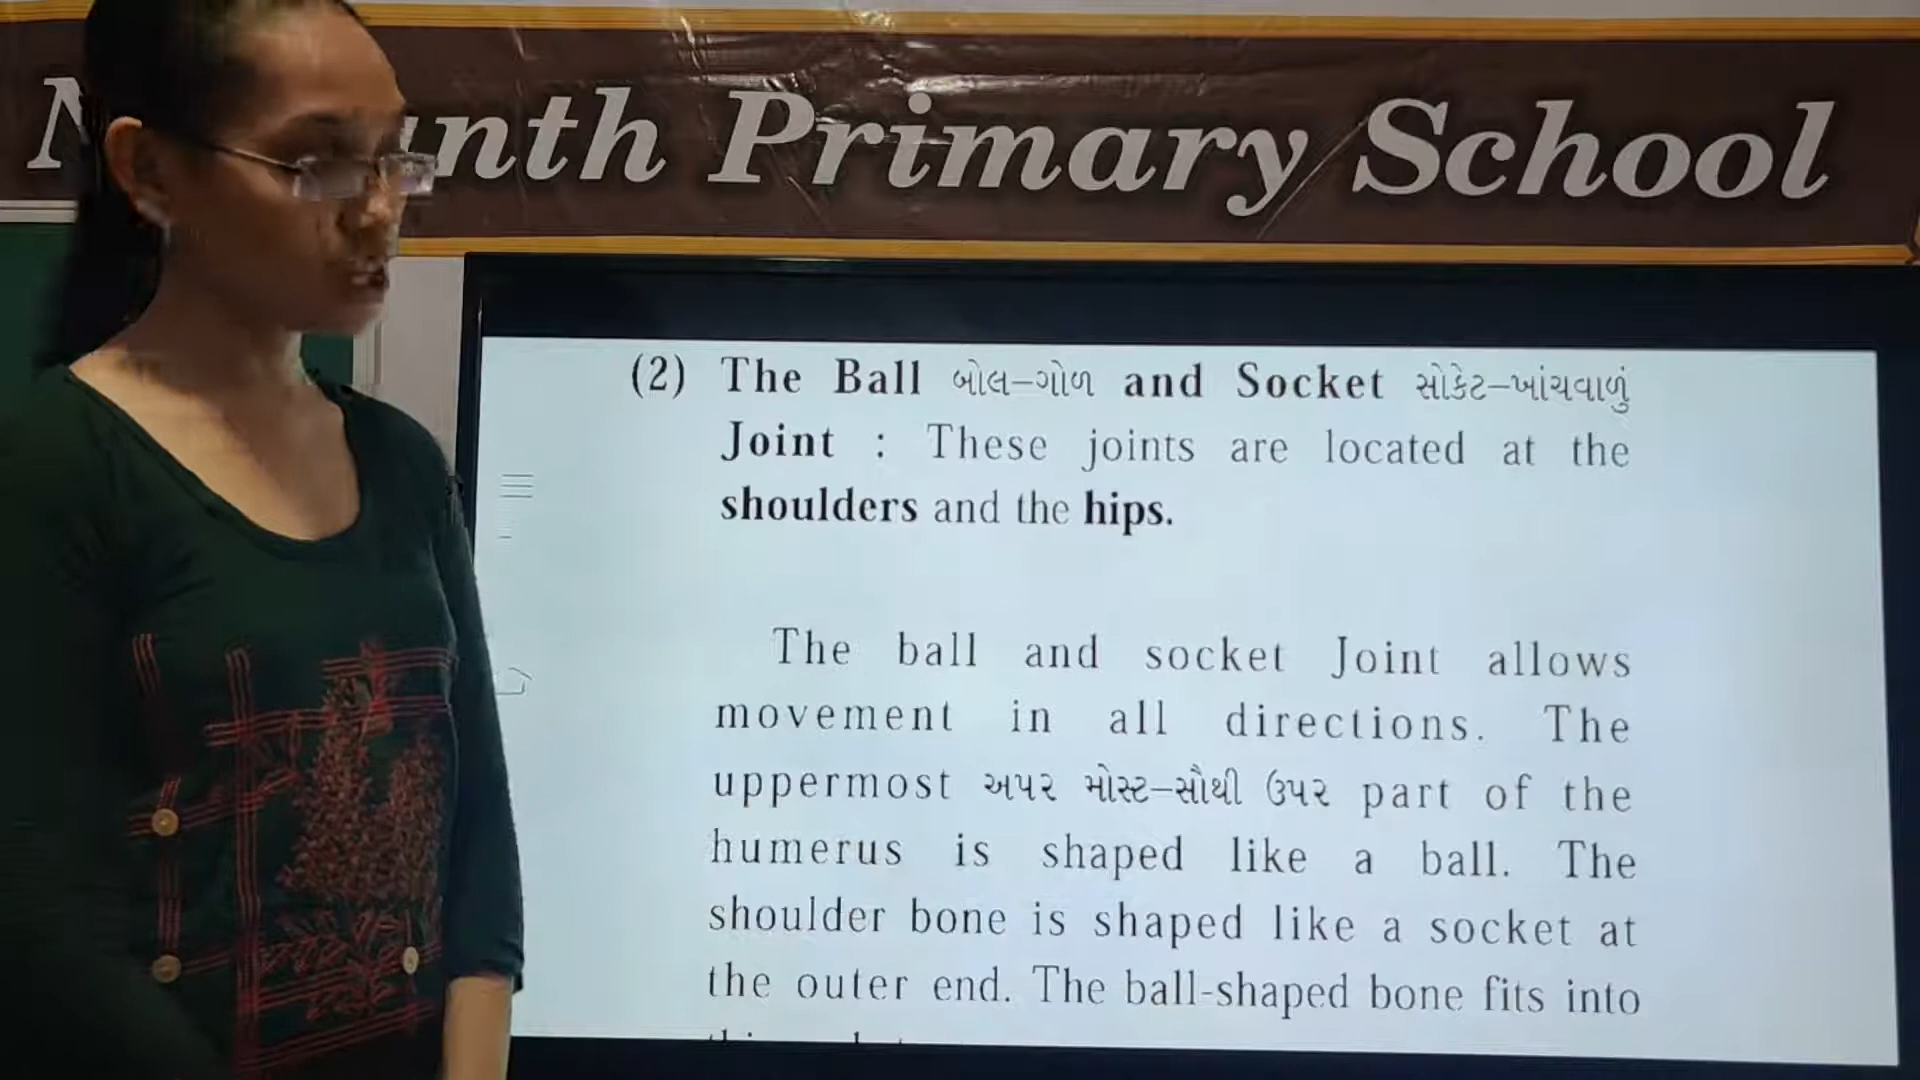 Primary School
(2) The Ball બોલ–ગોળ and Socket સોકેટ–ખાંચવાળું
Joint : These joints are located at the
shoulders and the hips.
The ball and socket Joint allows
movement in all directions. The
uppermost અપર મોસ્ટ–સૌથી ઉપર part of the
humerus is shaped like a ball. The
shoulder bone is shaped like a socket at
the outer end. The ball-shaped bone fits into